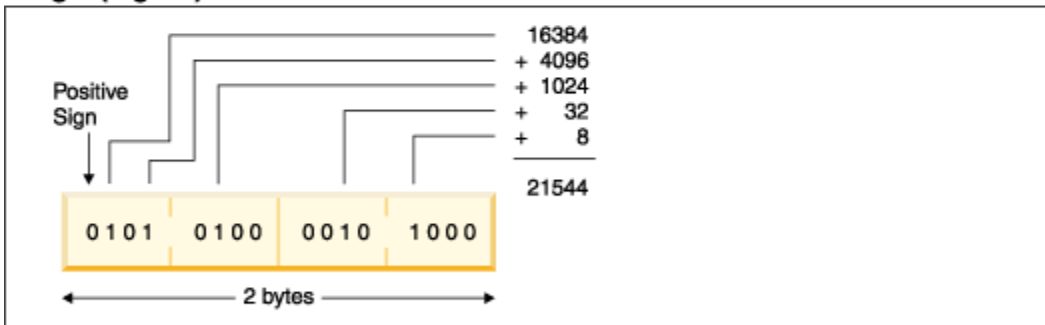 16384
+ 4096
+ 1024
+ 32
+ 8
21544
Positive
Sign
0101 0100 0010 1000
2 bytes